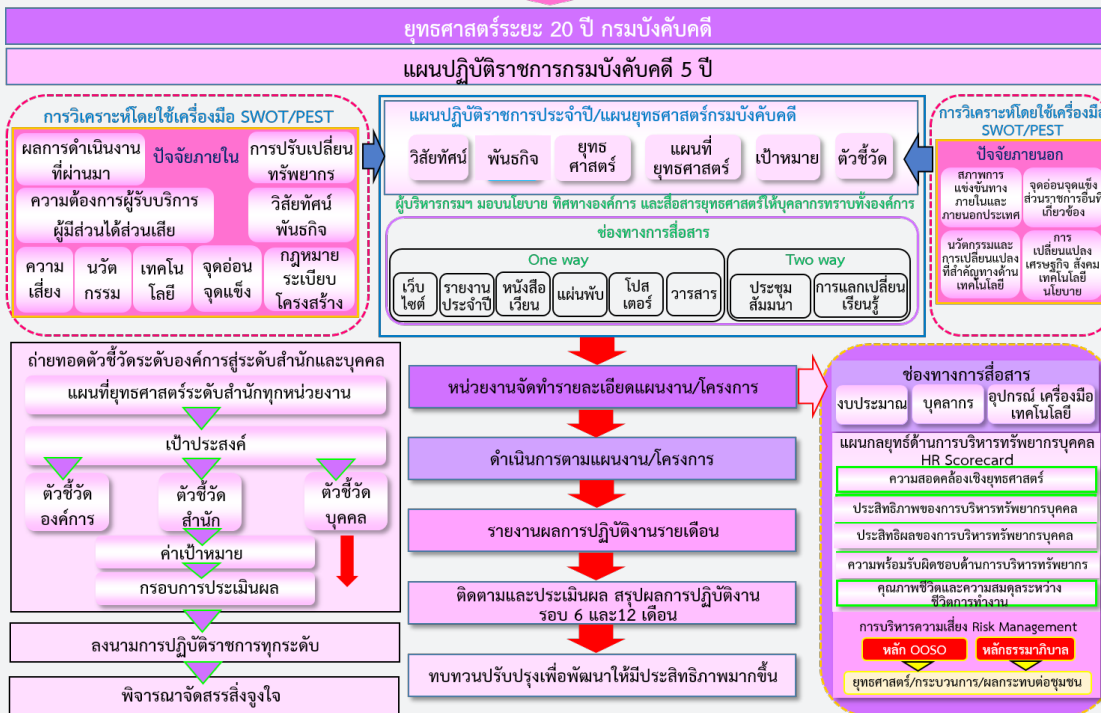 ยุทธศาสตร์ระยะ 20 ปี กรมบังคับคดี
แผนปฏิบัติราชการกรมบังคับคดี 5 ปี
การวิเคราะห์โดยใช้เครื่องมือ SWOT/PEST
ผลการดำเนินงาน
ที่ผ่านมา
ปัจจัยภายใน
การปรับเปลี่ยน
ทรัพยากร
ความต้องการผู้รับบริการ
ผู้มีส่วนได้ส่วนเสีย
วิสัยทัศน์
พันธกิจ
ความ
เสี่ยง
นวัต
กรรม
เทคโน
โลยี
จุดอ่อน
จุดแข็ง
กฎหมาย
ระเบียบ
โครงสร้าง
แผนปฏิบัติราชการประจำปี/แผนยุทธศาสตร์กรมบังคับคดี
วิสัยทัศน์
พันธกิจ
ยุทธ
ศาสตร์
แผนที่
ยุทธศาสตร์
เป้าหมาย
ตัวชี้วัด
ผู้บริหารกรมฯ มอบนโยบาย ทิศทางองค์การ และสื่อสารยุทธศาสตร์ให้บุคลากรทราบทั้งองค์การ
ช่องทางการสื่อสาร
One way
เว็บ
ไซต์
รายงาน
ประจำปี
หนังสือ
เวียน
แผ่นพับ
โปส
เตอร์
วารสาร
Two way
ประชุม
สัมมนา
การแลกเปลี่ยน
เรียนรู้
การวิเคราะห์โดยใช้เครื่องมือ
SWOT/PEST
ปัจจัยภายนอก
สภาพการ
แข่งขันทาง
ภายในและ
ภายนอกประเทศ
จุดอ่อนจุดแข็ง
ส่วนราชการอื่นที่
เกี่ยวข้อง
นวัตกรรมและ
การเปลี่ยนแปลง
ที่สำคัญทางด้าน
เทคโนโลยี
การ
เปลี่ยนแปลง
เศรษฐกิจ สังคม
เทคโนโลยี
นโยบาย
ถ่ายทอดตัวชี้วัดระดับองค์การสู่ระดับสำนักและบุคคล
แผนที่ยุทธศาสตร์ระดับสำนักทุกหน่วยงาน
เป้าประสงค์
ตัวชี้วัด
องค์การ
ตัวชี้วัด
สำนัก
ตัวชี้วัด
บุคคล
ค่าเป้าหมาย
กรอบการประเมินผล
ลงนามการปฏิบัติราชการทุกระดับ
พิจารณาจัดสรรสิ่งจูงใจ
หน่วยงานจัดทำรายละเอียดแผนงาน/โครงการ
ดำเนินการตามแผนงาน/โครงการ
รายงานผลการปฏิบัติงานรายเดือน
ติดตามและประเมินผล สรุปผลการปฏิบัติงาน
รอบ 6 และ12 เดือน
ทบทวนปรับปรุงเพื่อพัฒนาให้มีประสิทธิภาพมากขึ้น
ช่องทางการสื่อสาร
งบประมาณ
บุคลากร
อุปกรณ์ เครื่องมือ
เทคโนโลยี
แผนกลยุทธ์ด้านการบริหารทรัพยากรบุคคล
HR Scorecard
ความสอดคล้องเชิงยุทธศาสตร์
ประสิทธิภาพของการบริหารทรัพยากรบุคคล
ประสิทธิผลของการบริหารทรัพยากรบุคคล
ความพร้อมรับผิดชอบด้านการบริหารทรัพยากร
คุณภาพชีวิตและความสมดุลระหว่าง
ชีวิตการทำงาน
การบริหารความเสี่ยง Risk Management
หลัก OOSO
หลักธรรมาภิบาล
ยุทธศาสตร์/กระบวนการ/ผลกระทบต่อชุมชน